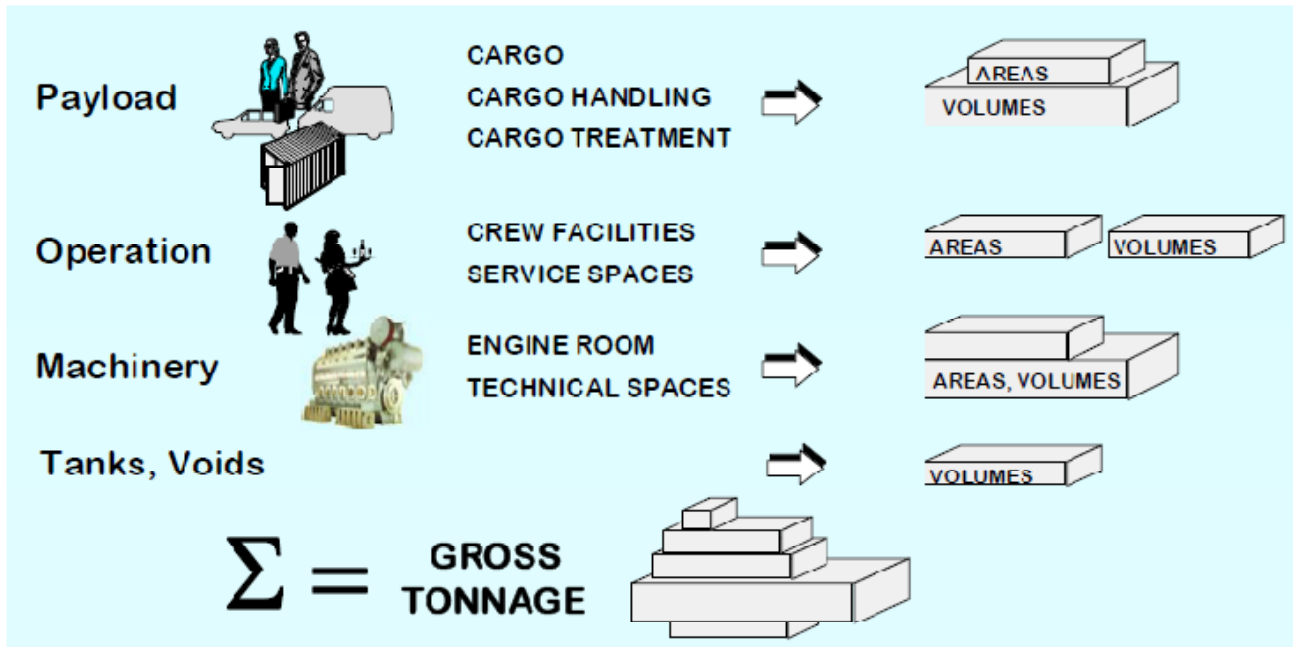 Payload
CARGO
CARGO HANDLING
CARGO TREATMENT
AREAS
VOLUMES
Operation
CREW FACILITIES
SERVICE SPACES
AREAS
VOLUMES
Machinery
ENGINE ROOM
TECHNICAL SPACES
AREAS, VOLUMES
Tanks, Voids
VOLUMES
Σ = GROSS
TONNAGE